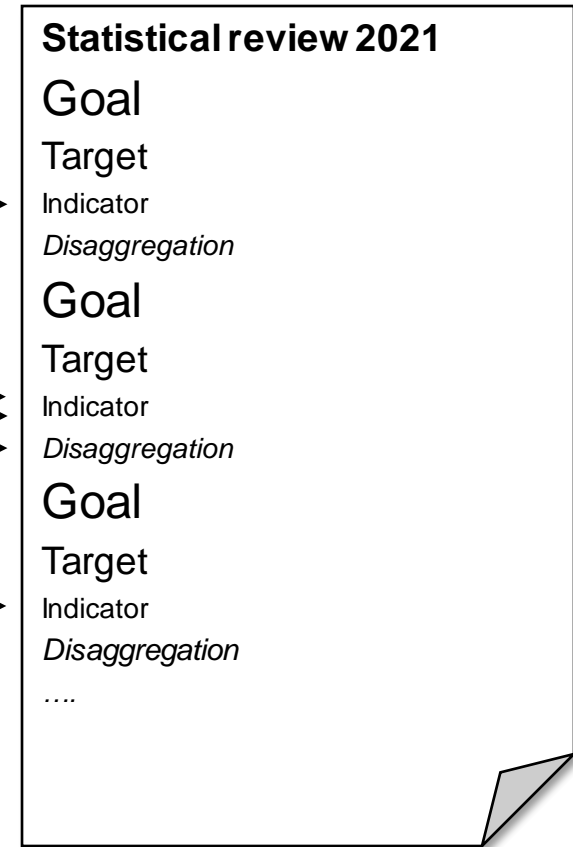 Statistical review 2021
Goal
Target
Indicator
Disaggregation
Goal
Target
Indicator
Disaggregation
Goal
Target
Indicator
Disaggregation
….